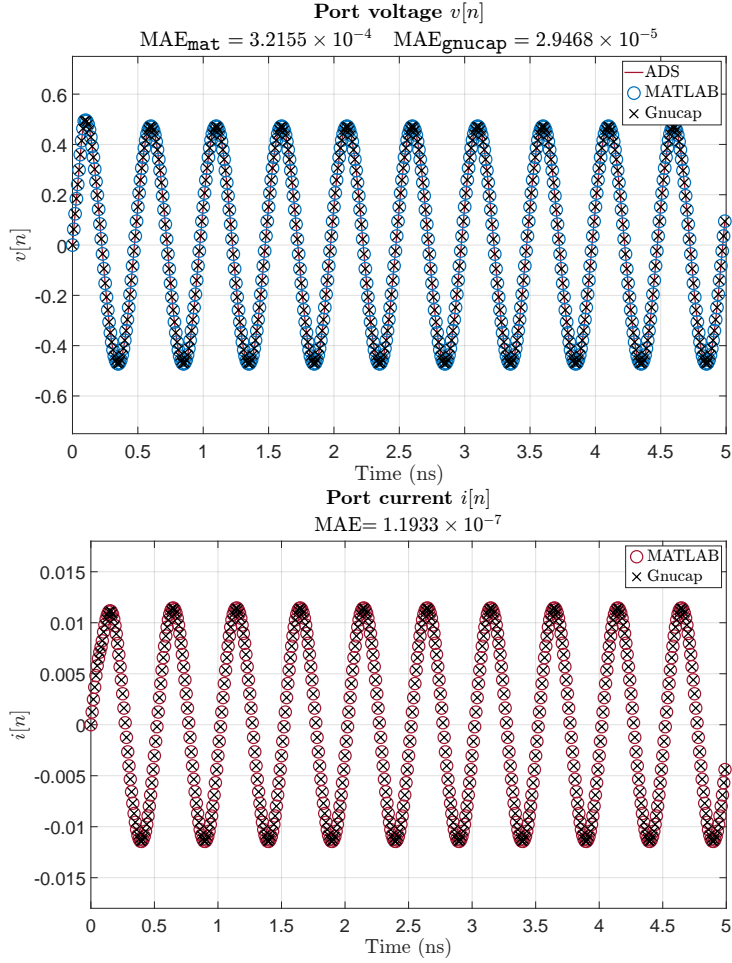 Port voltage v[n]
MAE_mat = 3.2155 × 10^-4 MAE_gnucap = 2.9468 × 10^-5
ADS
MATLAB
Gnucap
0.6
0.4
0.2
0
-0.2
-0.4
-0.6
v[n]
0 0.5 1 1.5 2 2.5 3 3.5 4 4.5 5
Time (ns)
Port current i[n]
MAE= 1.1933 × 10^-7
MATLAB
Gnucap
0.015
0.01
0.005
0
-0.005
-0.01
-0.015
i[n]
0 0.5 1 1.5 2 2.5 3 3.5 4 4.5 5
Time (ns)